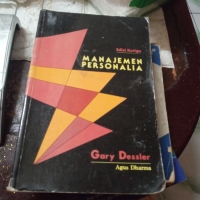 Edisi Ketiga
MANAJEMEN
PERSONALIA
Gary Dessler
Agus Dharma